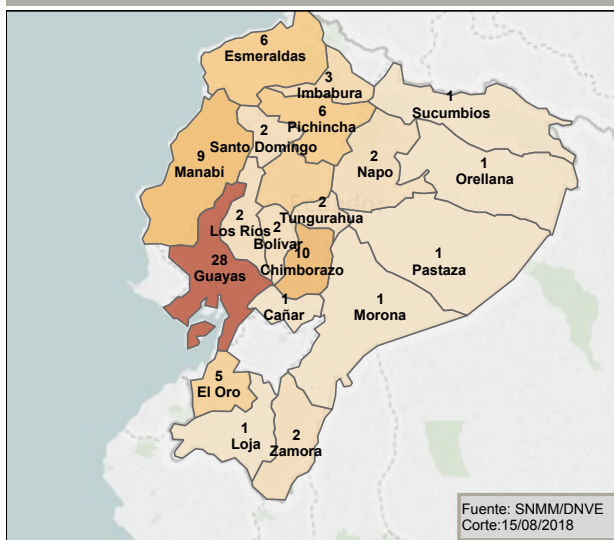 6
Esmeraldas
3
Imbabura
1
Sucumbios
6
Pichincha
2
Santo Domingo
9
Manabí
2
Napo
1
Orellana
2
Tungurahua
2
Los Ríos
2
Bolívar
10
Chimborazo
28
Guayas
1
Pastaza
1
Cañar
1
Morona
5
El Oro
1
Loja
2
Zamora
Fuente: SNMM/DNVE
Corte:15/08/2018